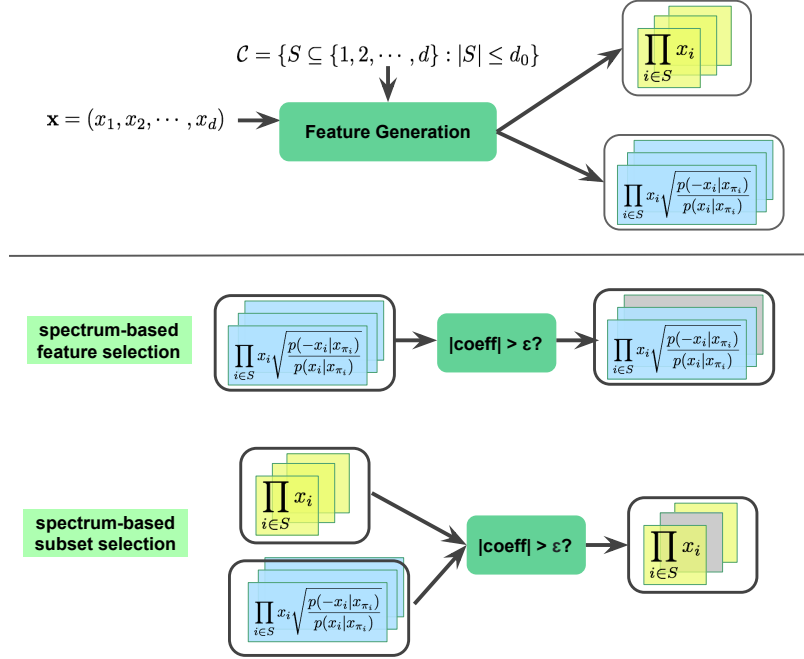 𝒞 = {S ⊆ {1, 2, ⋯, d} : |S| ≤ d₀}
∏_{i∈S} x_i
𝐱 = (x₁, x₂, ⋯, x_d)
Feature Generation
∏_{i∈S} x_i √(p(−x_i|x_{π_i}) / p(x_i|x_{π_i}))
spectrum-based
feature selection
∏_{i∈S} x_i √(p(−x_i|x_{π_i}) / p(x_i|x_{π_i}))
|coeff| > ε?
∏_{i∈S} x_i √(p(−x_i|x_{π_i}) / p(x_i|x_{π_i}))
spectrum-based
subset selection
∏_{i∈S} x_i
∏_{i∈S} x_i √(p(−x_i|x_{π_i}) / p(x_i|x_{π_i}))
|coeff| > ε?
∏_{i∈S} x_i